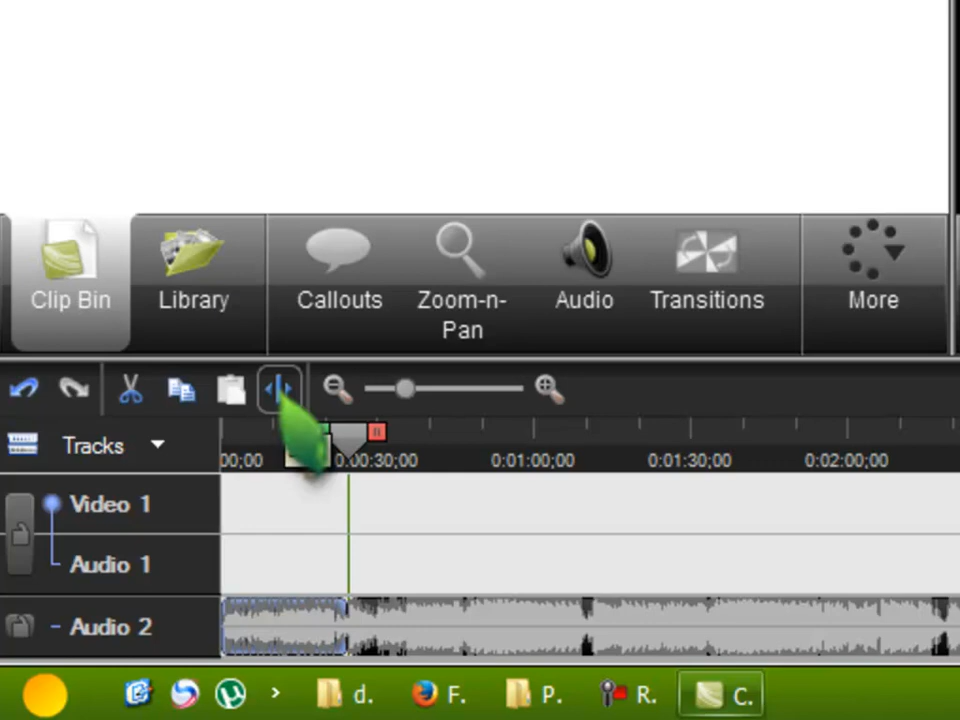 Clip Bin
Library
Callouts
Zoom-n-
Pan
Audio
Transitions
More
Tracks
00;00
0:00:30;00
0:01:00;00
0:01:30;00
0:02:00;00
Video 1
Audio 1
Audio 2
d.
F.
P.
R.
C.